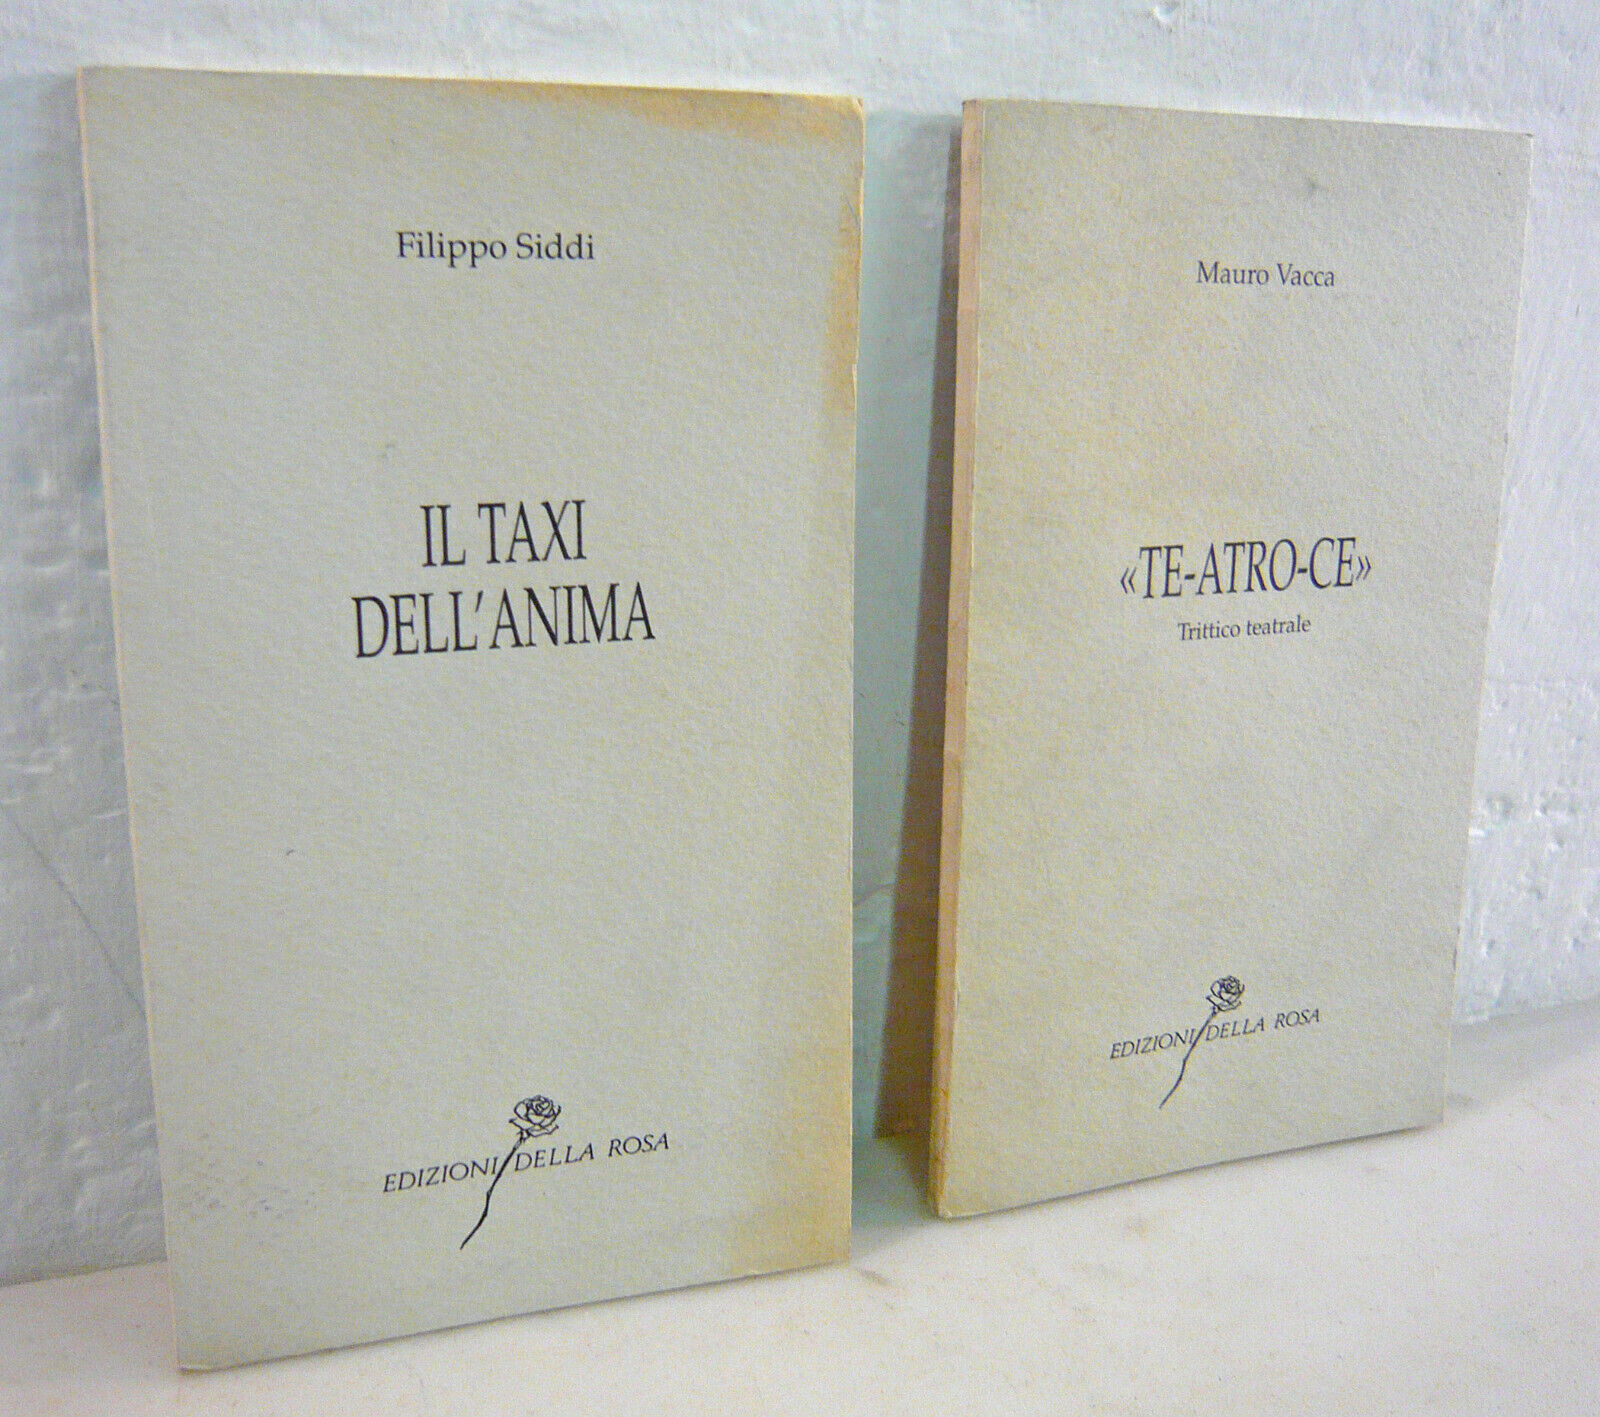 Filippo Siddi
IL TAXI
DELL'ANIMA
EDIZIONI DELLA ROSA
Mauro Vacca
«TE-ATRO-CE»
Trittico teatrale
EDIZIONI DELLA ROSA